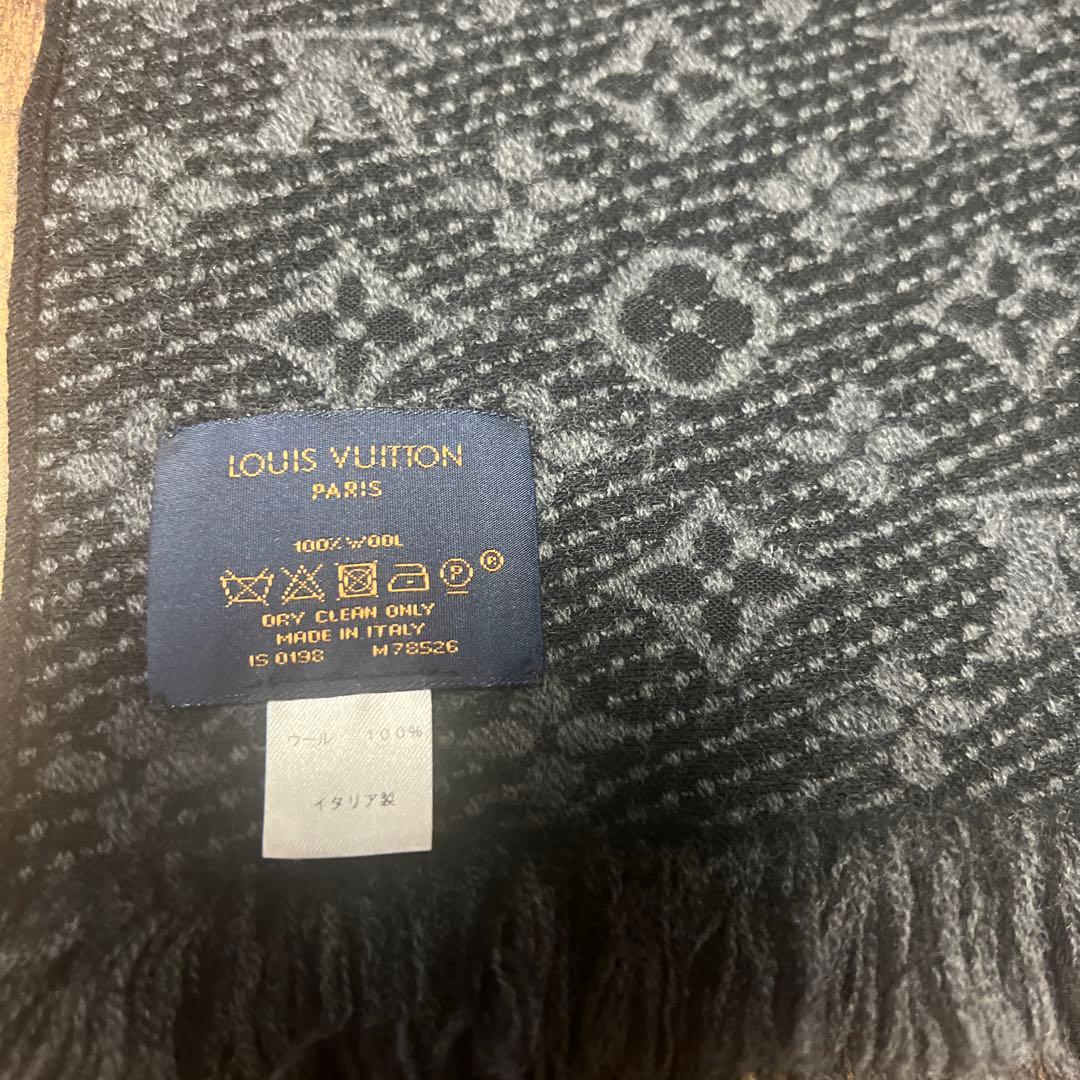 LOUIS VUITTON
PARIS
100% WOOL
P ®
DRY CLEAN ONLY
MADE IN ITALY
IS 0198 M78526
ウール 100%
イタリア製